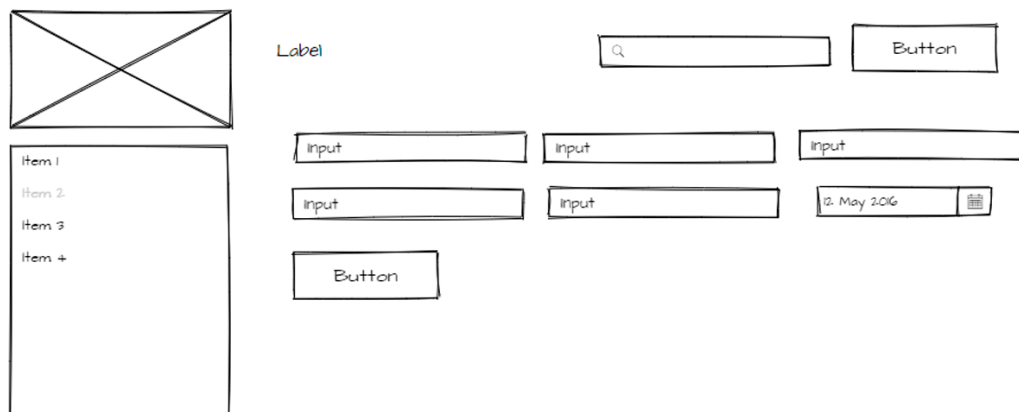 Label
Button
Item 1
Item 2
Item 3
Item 4
Input
Input
Input
Input
Input
12. May 2016
Button